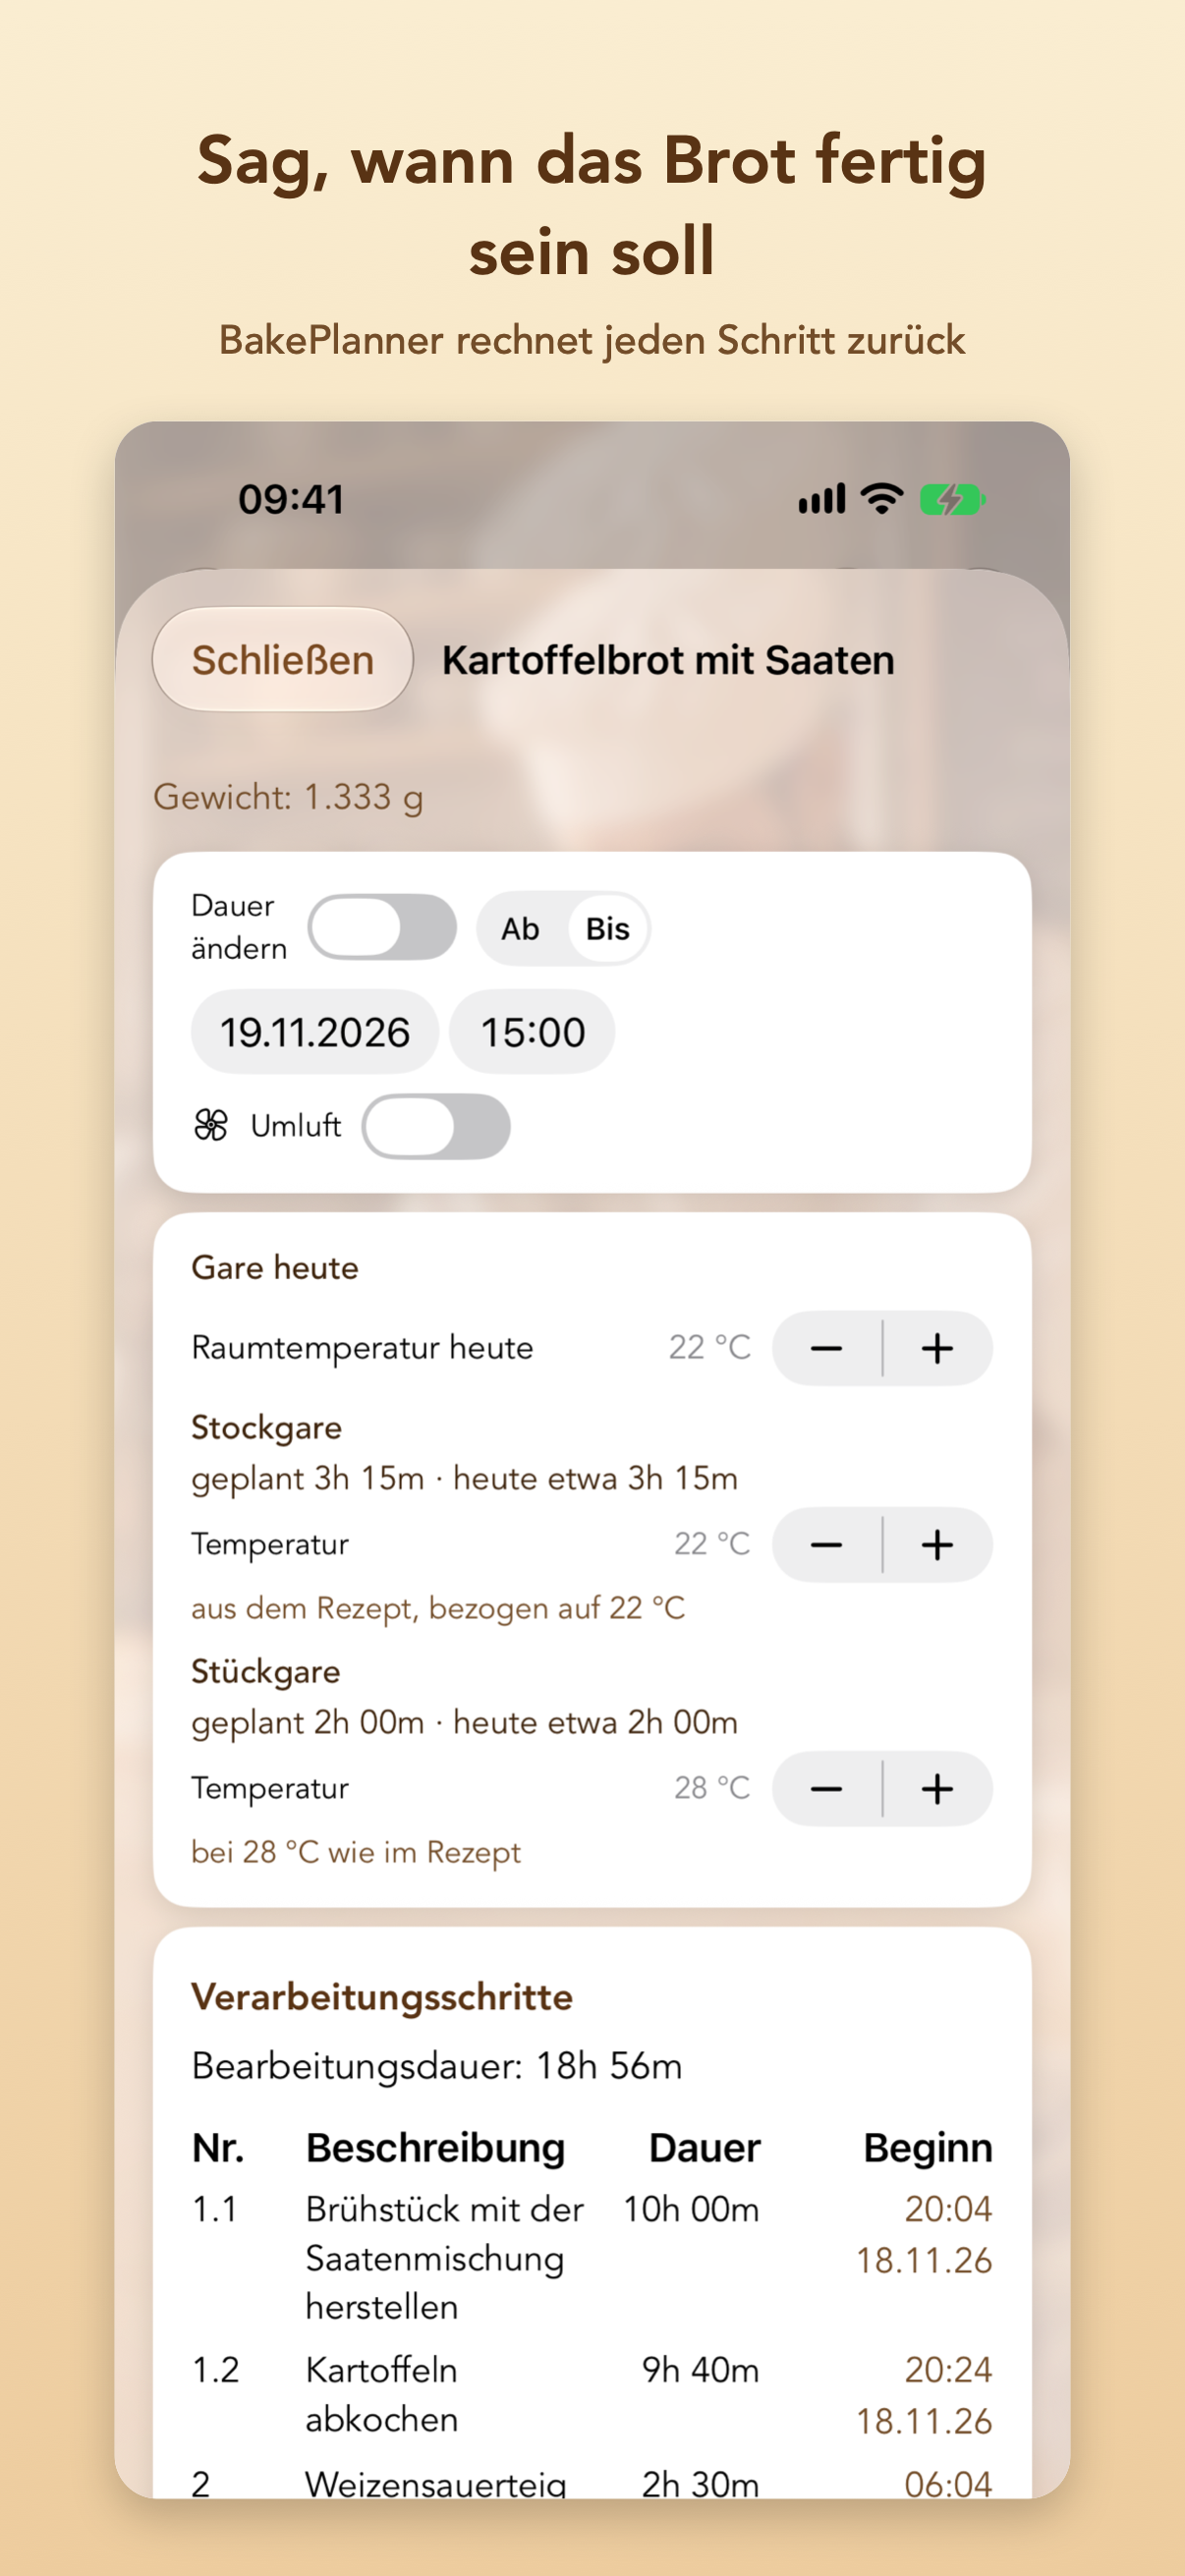 Sag, wann das Brot fertig
sein soll
BakePlanner rechnet jeden Schritt zurück
09:41
Schließen Kartoffelbrot mit Saaten
Gewicht: 1.333 g
Dauer
ändern
Ab Bis
19.11.2026 15:00
Umluft
Gare heute
Raumtemperatur heute 22 °C − +
Stockgare
geplant 3h 15m · heute etwa 3h 15m
Temperatur 22 °C − +
aus dem Rezept, bezogen auf 22 °C
Stückgare
geplant 2h 00m · heute etwa 2h 00m
Temperatur 28 °C − +
bei 28 °C wie im Rezept
Verarbeitungsschritte
Bearbeitungsdauer: 18h 56m
Nr. Beschreibung Dauer Beginn
1.1 Brühstück mit der 10h 00m 20:04
Saatenmischung 18.11.26
herstellen
1.2 Kartoffeln 9h 40m 20:24
abkochen 18.11.26
2 Weizensauerteig 2h 30m 06:04